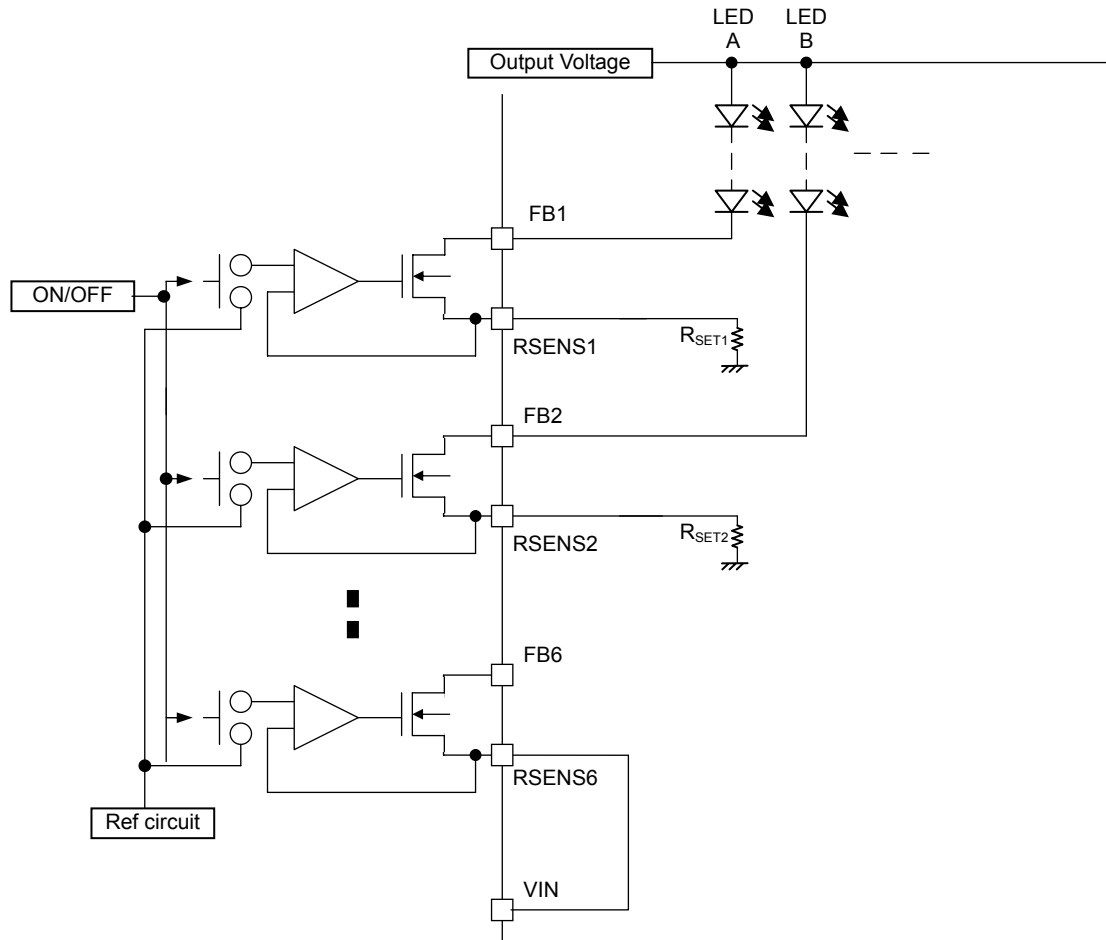 LED
A
LED
B
Output Voltage
FB1
ON/OFF
RSENS1
RSET1
FB2
RSENS2
RSET2
FB6
RSENS6
Ref circuit
VIN